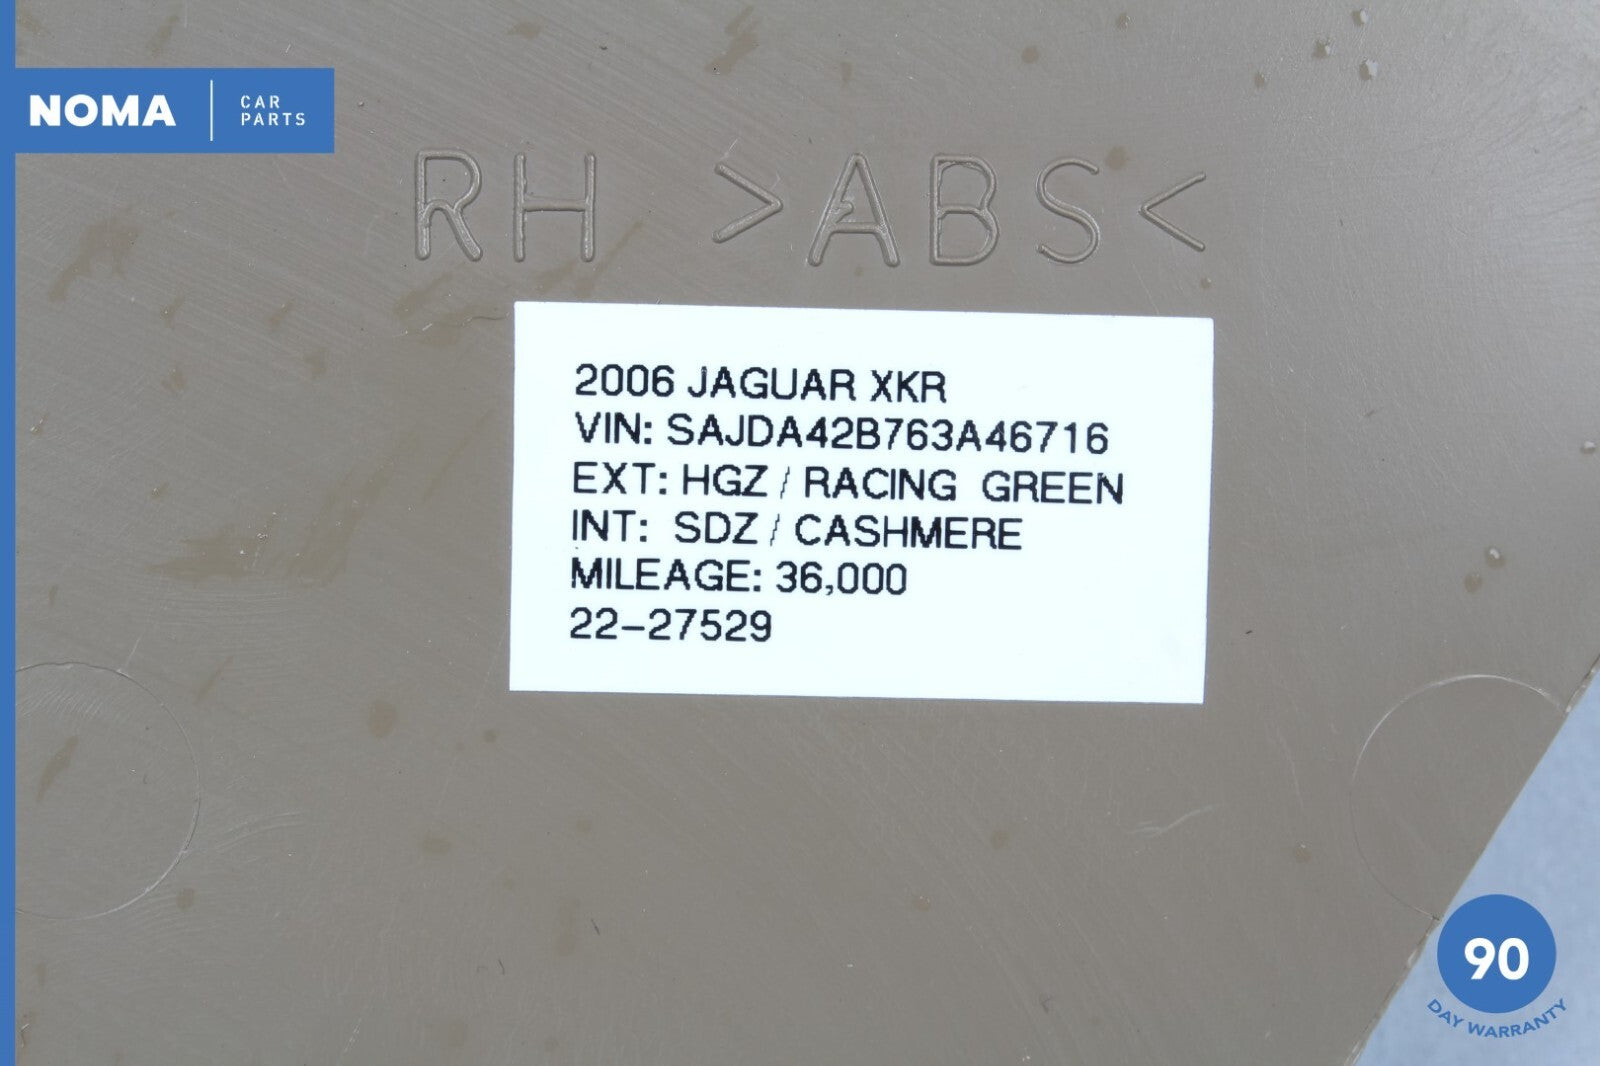 NOMA
CAR
PARTS
RH >ABS<
2006 JAGUAR XKR
VIN: SAJDA42B763A46716
EXT: HGZ / RACING GREEN
INT: SDZ / CASHMERE
MILEAGE: 36,000
22-27529
90
DAY WARRANTY